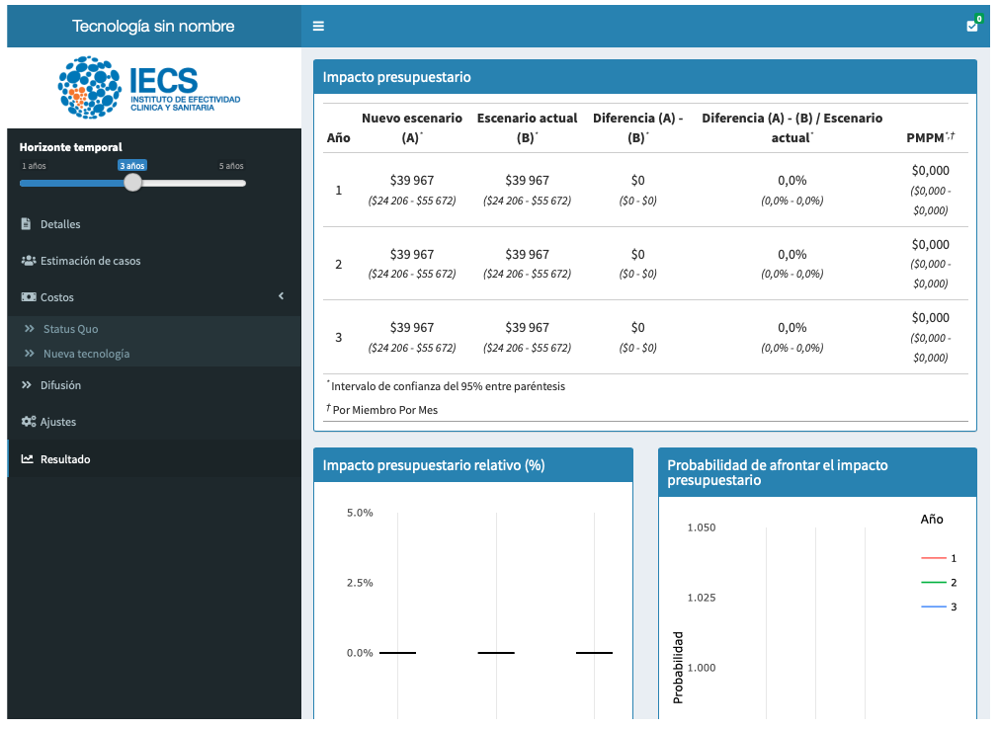 Tecnología sin nombre
0
IECS
INSTITUTO DE EFECTIVIDAD
CLINICA Y SANITARIA
Horizonte temporal
1 años
3 años
5 años
Detalles
Estimación de casos
Costos
Status Quo
Nueva tecnología
Difusión
Ajustes
Resultado
Impacto presupuestario
Año
Nuevo escenario
(A)*
Escenario actual
(B)*
Diferencia (A) -
(B)*
Diferencia (A) - (B) / Escenario
actual*
PMPM*,†
1
$39 967
($24 206 - $55 672)
$39 967
($24 206 - $55 672)
$0
($0 - $0)
0,0%
(0,0% - 0,0%)
$0,000
($0,000 -
$0,000)
2
$39 967
($24 206 - $55 672)
$39 967
($24 206 - $55 672)
$0
($0 - $0)
0,0%
(0,0% - 0,0%)
$0,000
($0,000 -
$0,000)
3
$39 967
($24 206 - $55 672)
$39 967
($24 206 - $55 672)
$0
($0 - $0)
0,0%
(0,0% - 0,0%)
$0,000
($0,000 -
$0,000)
* Intervalo de confianza del 95% entre paréntesis
† Por Miembro Por Mes
Impacto presupuestario relativo (%)
5.0%
2.5%
0.0%
Probabilidad de afrontar el impacto
presupuestario
1.050
1.025
1.000
Probabilidad
Año
1
2
3